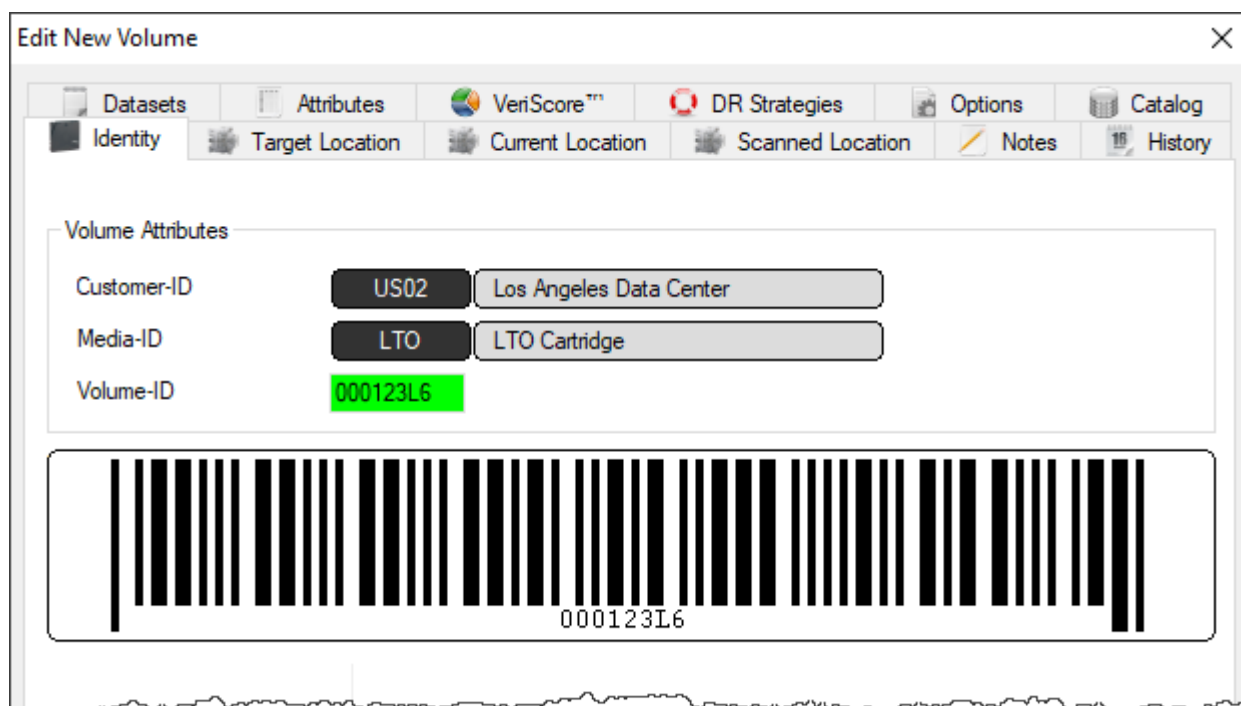 Edit New Volume
Datasets Attributes VeriScore™ DR Strategies Options Catalog
Identity Target Location Current Location Scanned Location Notes 16 History
Volume Attributes
Customer-ID US02 Los Angeles Data Center
Media-ID LTO LTO Cartridge
Volume-ID 000123L6
000123L6